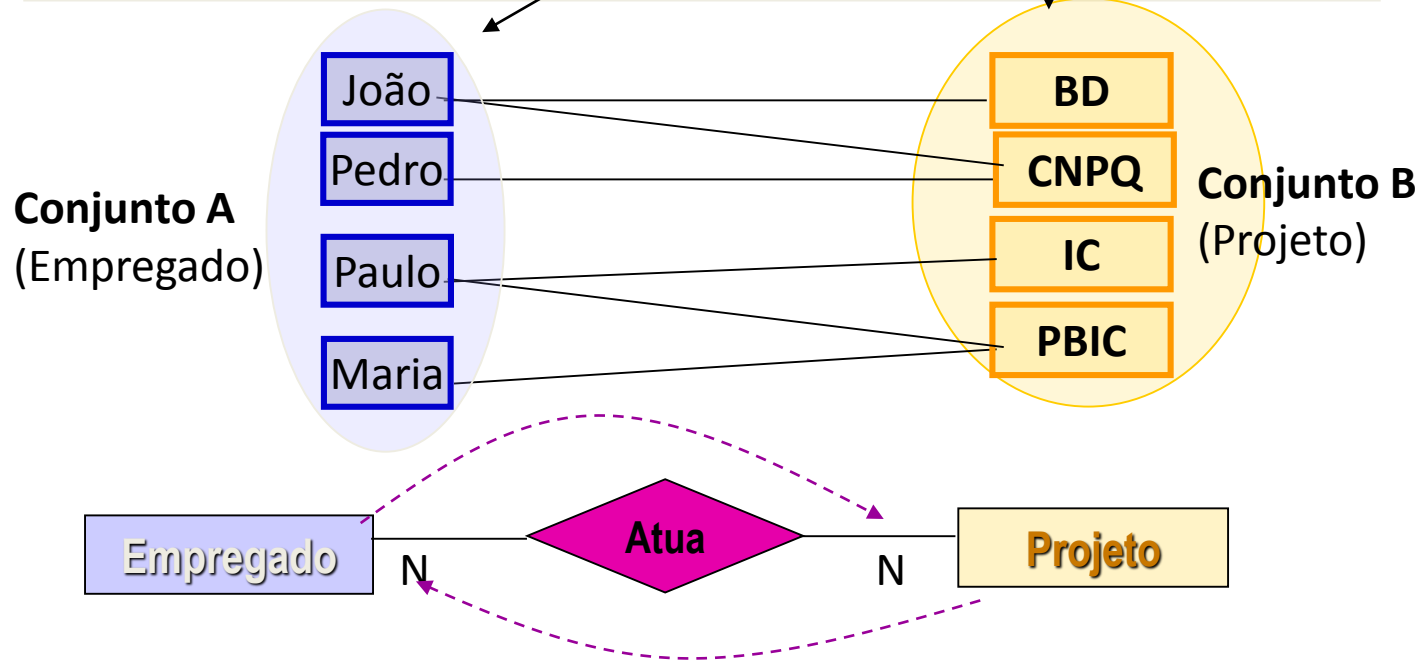 João
BD
Pedro
CNPQ
Conjunto A
(Empregado)
Conjunto B
(Projeto)
Paulo
IC
Maria
PBIC
Empregado
N
Atua
N
Projeto